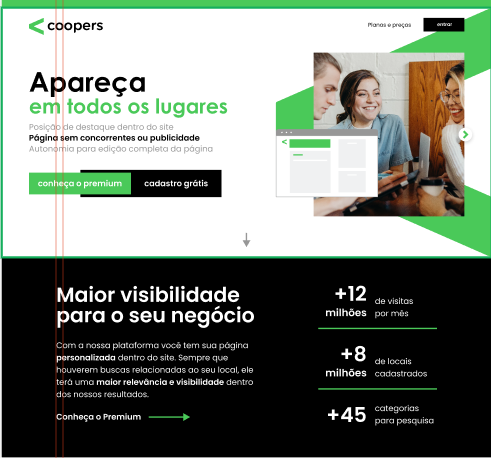 coopers
Planos e preços
entrar
Apareça
em todos os lugares
Posição de destaque dentro do site
Página sem concorrentes ou publicidade
Autonomia para edição completa da página
conheça o premium
cadastro grátis
Maior visibilidade
para o seu negócio
Com a nossa plataforma você tem sua página
personalizada dentro do site. Sempre que
houverem buscas relacionadas ao seu local, ele
terá uma maior relevância e visibilidade dentro
dos nossos resultados.
Conheça o Premium
+12
milhões
de visitas
por mês
+8
milhões
de locais
cadastrados
+45
categorias
para pesquisa